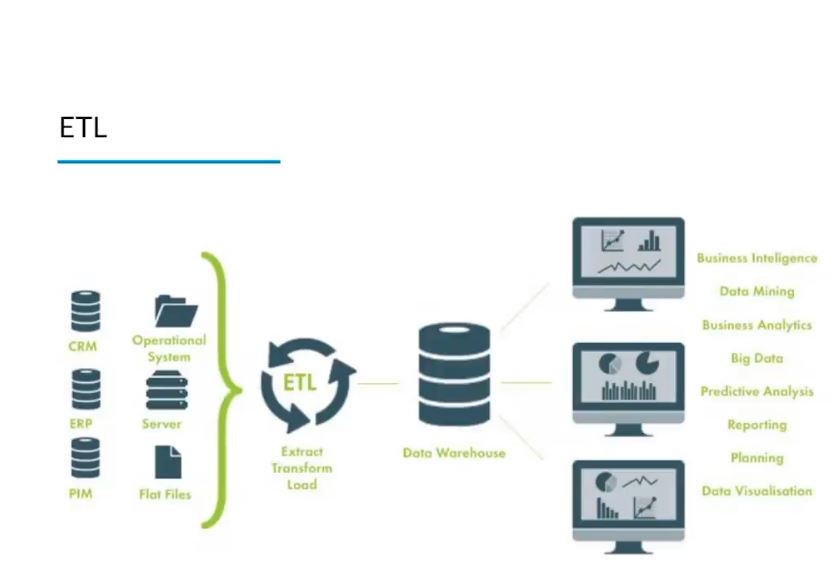 ETL
CRM
Operational
System
ERP
Server
PIM
Flat Files
ETL
Extract
Transform
Load
Data Warehouse
Business Inteligence
Data Mining
Business Analytics
Big Data
Predictive Analysis
Reporting
Planning
Data Visualisation